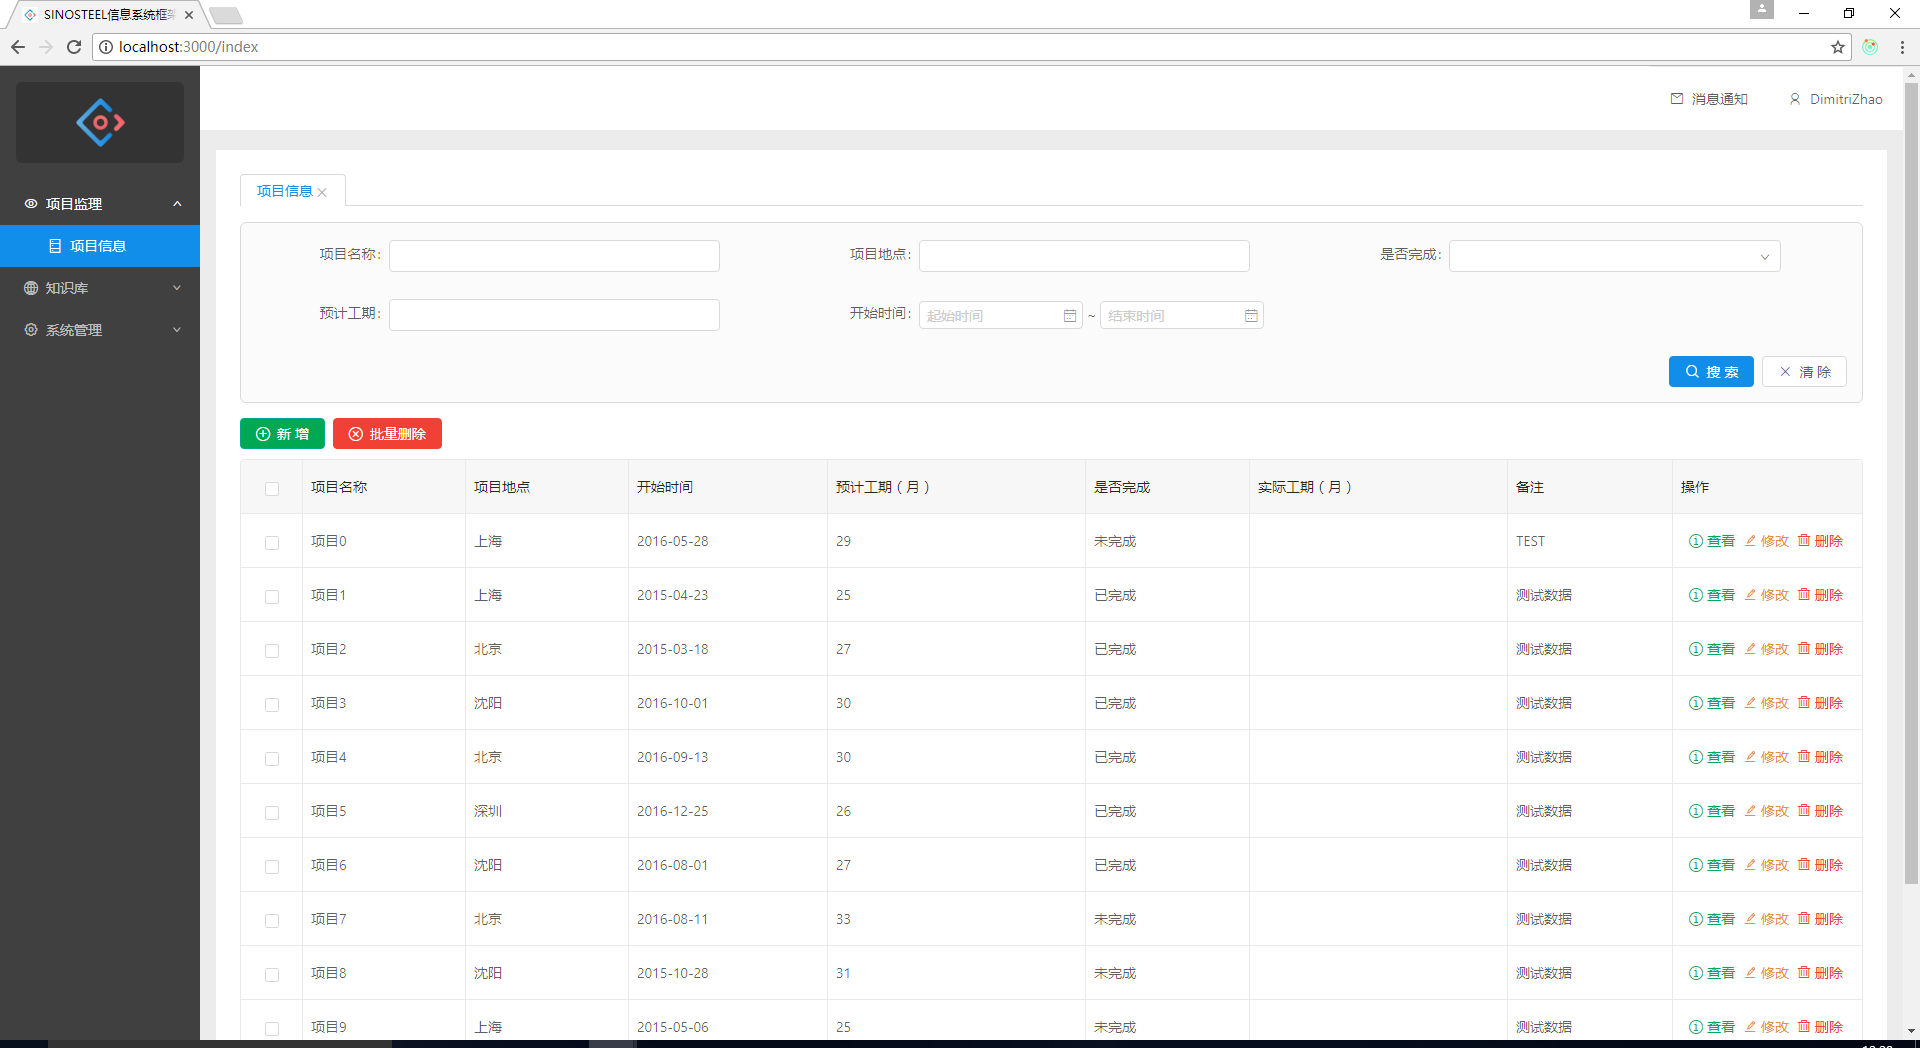 SINOSTEEL信息系统框架
localhost:3000/index
消息通知 DimitriZhao
项目监理
项目信息
知识库
系统管理
项目信息
项目名称: 项目地点: 是否完成:
预计工期: 开始时间: 起始时间 ~ 结束时间
搜 索 清 除
新 增 批量删除
项目名称 项目地点 开始时间 预计工期（月） 是否完成 实际工期（月） 备注 操作
项目0 上海 2016-05-28 29 未完成 TEST 查看 修改 删除
项目1 上海 2015-04-23 25 已完成 测试数据 查看 修改 删除
项目2 北京 2015-03-18 27 已完成 测试数据 查看 修改 删除
项目3 沈阳 2016-10-01 30 已完成 测试数据 查看 修改 删除
项目4 北京 2016-09-13 30 已完成 测试数据 查看 修改 删除
项目5 深圳 2016-12-25 26 已完成 测试数据 查看 修改 删除
项目6 沈阳 2016-08-01 27 已完成 测试数据 查看 修改 删除
项目7 北京 2016-08-11 33 未完成 测试数据 查看 修改 删除
项目8 沈阳 2015-10-28 31 未完成 测试数据 查看 修改 删除
项目9 上海 2015-05-06 25 未完成 测试数据 查看 修改 删除